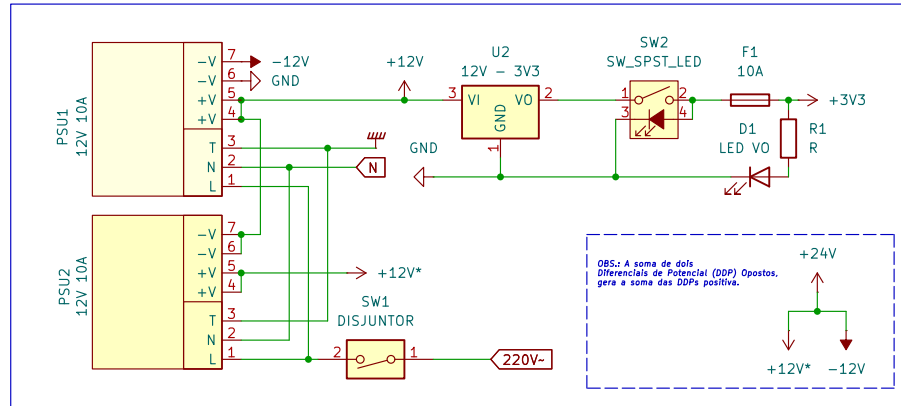 PSU1
12V 10A
-V
-V
+V
+V
T
N
L
7
6
5
4
3
2
1
-12V
GND
+12V
N
GND
U2
12V - 3V3
3
VI
VO
2
GND
1
SW2
SW_SPST_LED
1
2
3
4
F1
10A
+3V3
D1
LED VO
R1
R
PSU2
12V 10A
-V
-V
+V
+V
T
N
L
7
6
5
4
3
2
1
+12V*
SW1
DISJUNTOR
2
1
220V~
OBS.: A soma de dois
Diferenciais de Potencial (DDP) Opostos,
gera a soma das DDPs positiva.
+24V
+12V*
-12V